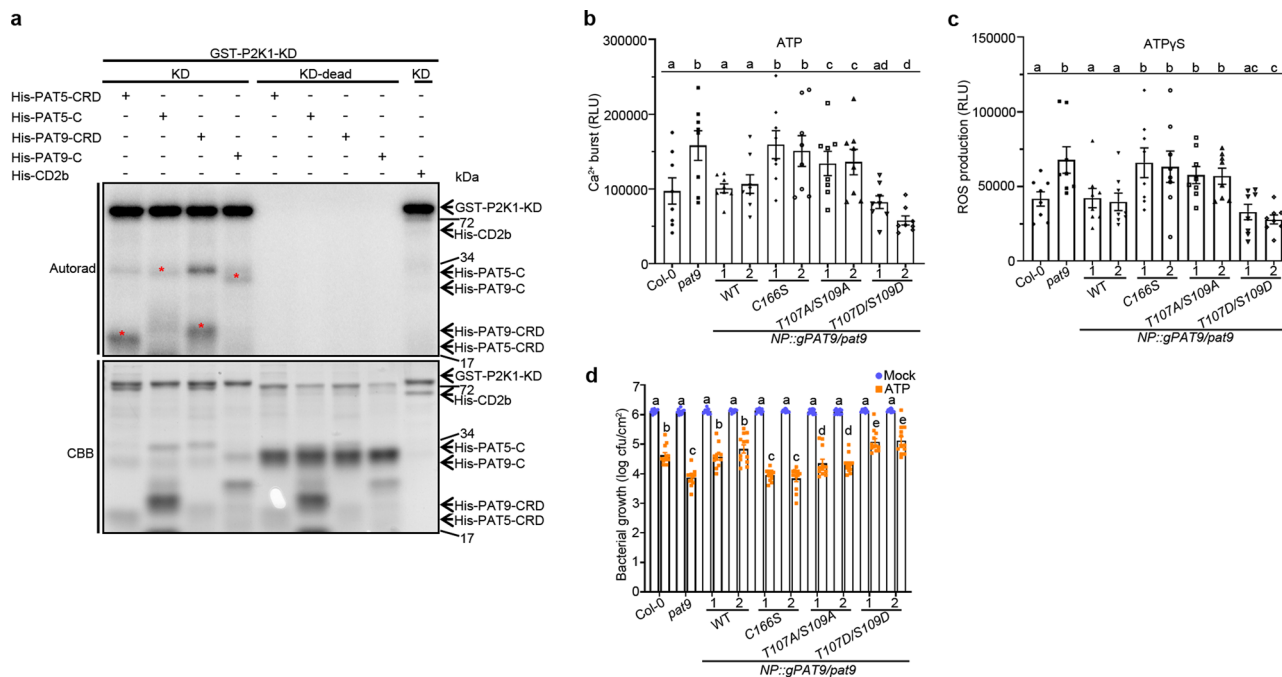 a
GST-P2K1-KD
KD KD-dead KD
His-PAT5-CRD + - - - + - - - -
His-PAT5-C - + - - - + - - -
His-PAT9-CRD - - + - - - + - -
His-PAT9-C - - - + - - - + -
His-CD2b - - - - - - - - +
kDa
Autorad
GST-P2K1-KD
72
His-CD2b
34
His-PAT5-C
His-PAT9-C
His-PAT9-CRD
His-PAT5-CRD
17
* * * *
CBB
GST-P2K1-KD
72
His-CD2b
34
His-PAT5-C
His-PAT9-C
His-PAT9-CRD
His-PAT5-CRD
17
b
ATP
Ca²⁺ burst (RLU)
300000
200000
100000
0
a b a a b b c c ad d
Col-0 pat9 1 2 1 2 1 2 1 2
WT C166S T107A/S109A T107D/S109D
NP::gPAT9/pat9
c
ATPγS
ROS production (RLU)
150000
100000
50000
0
a b a a b b b b ac c
Col-0 pat9 1 2 1 2 1 2 1 2
WT C166S T107A/S109A T107D/S109D
NP::gPAT9/pat9
d
Mock
ATP
Bacterial growth (log cfu/cm²)
7
6
5
4
3
2
1
0
a a a a a a a a a a
b c b b c c d d e e
Col-0 pat9 1 2 1 2 1 2 1 2
WT C166S T107A/S109A T107D/S109D
NP::gPAT9/pat9